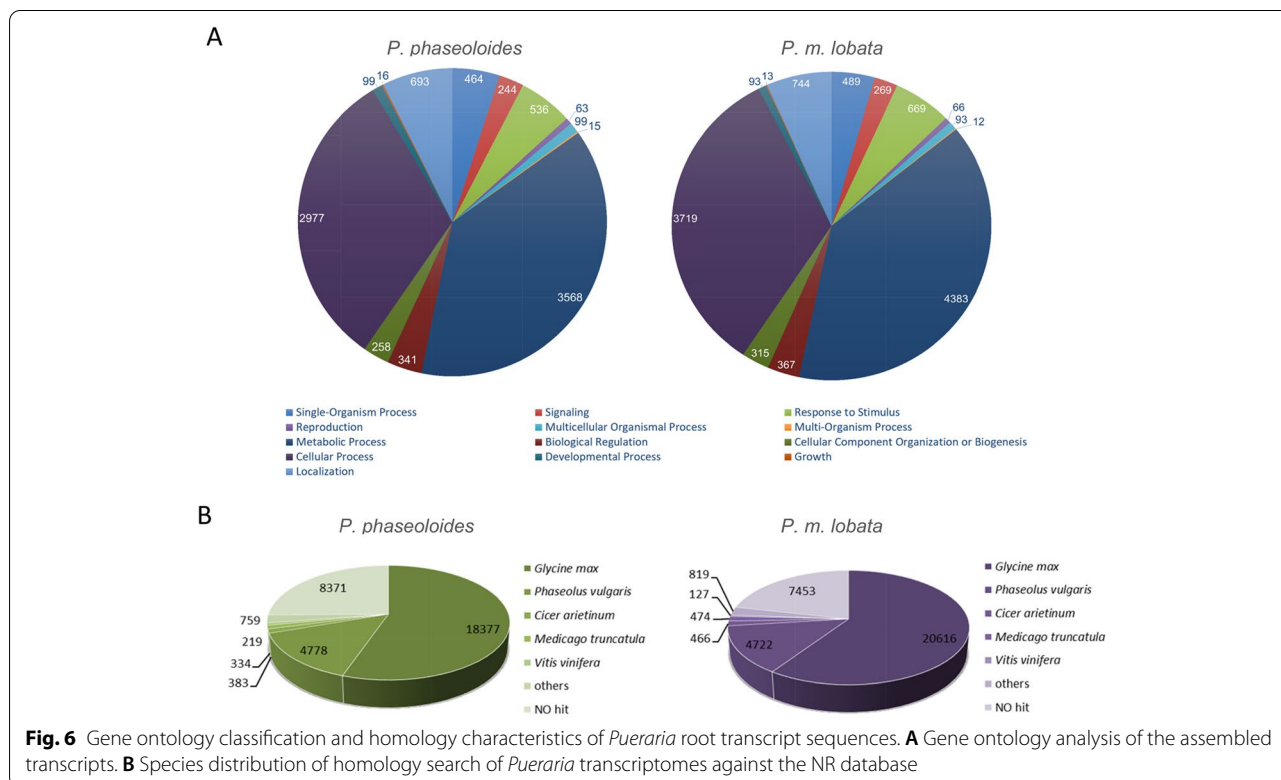 A
P. phaseoloides
P. m. lobata
99 16 693 464 244 536 63 99 15
2977
3568
258
341
93 13 744 489 269 669 66 93 12
3719
4383
315
367
Single-Organism Process
Signaling
Response to Stimulus
Reproduction
Multicellular Organismal Process
Multi-Organism Process
Metabolic Process
Biological Regulation
Cellular Component Organization or Biogenesis
Cellular Process
Developmental Process
Growth
Localization
B
P. phaseoloides
P. m. lobata
8371
759
219
334
383
4778
18377
Glycine max
Phaseolus vulgaris
Cicer arietinum
Medicago truncatula
Vitis vinifera
others
NO hit
819
127
474
466
7453
4722
20616
Glycine max
Phaseolus vulgaris
Cicer arietinum
Medicago truncatula
Vitis vinifera
others
NO hit
Fig. 6 Gene ontology classification and homology characteristics of Pueraria root transcript sequences. A Gene ontology analysis of the assembled
transcripts. B Species distribution of homology search of Pueraria transcriptomes against the NR database